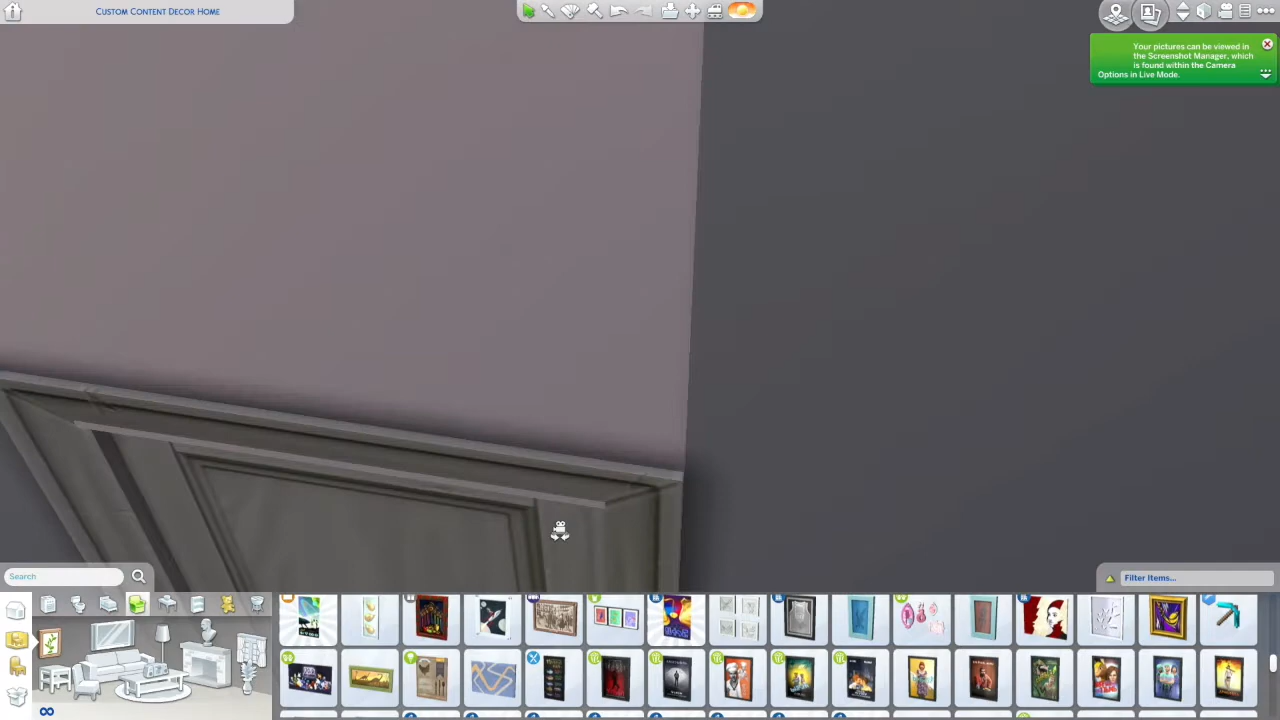 Custom Content Decor Home
Your pictures can be viewed in
the Screenshot Manager, which
is found within the Camera
Options in Live Mode.
Search
Filter Items...